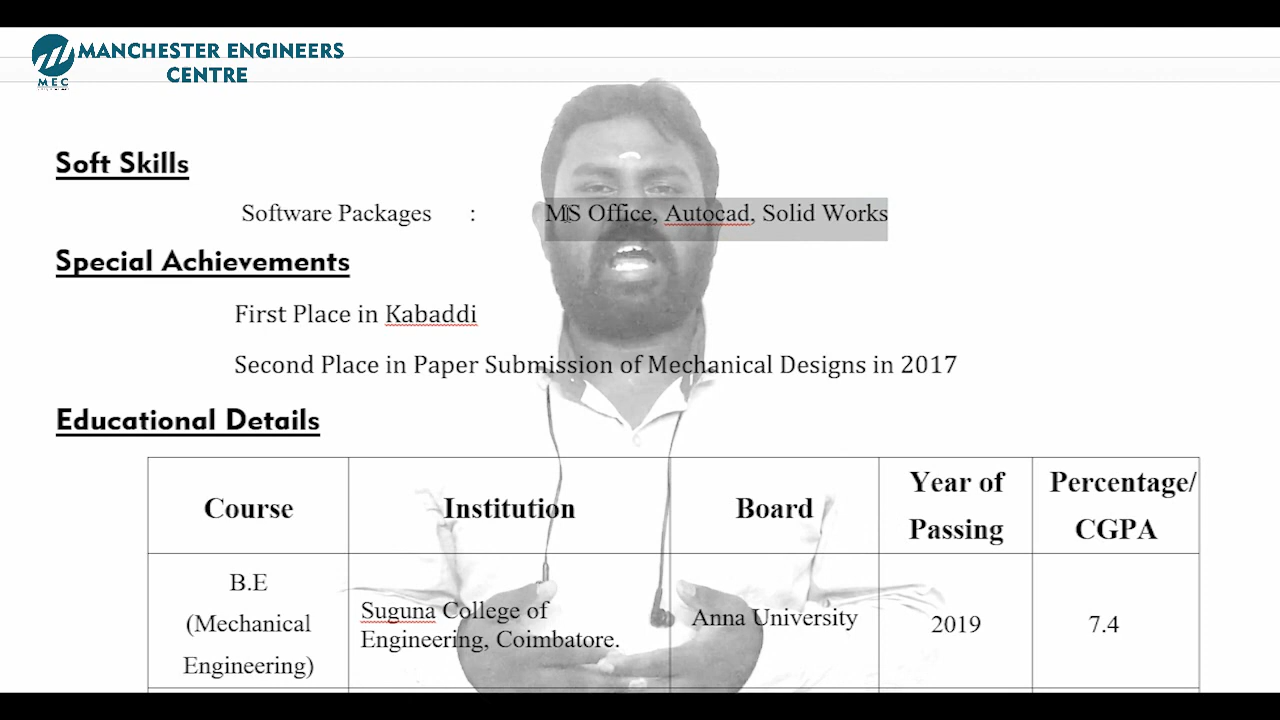 MANCHESTER ENGINEERS
CENTRE
MEC
Soft Skills
Software Packages : MS Office, Autocad, Solid Works
Special Achievements
First Place in Kabaddi
Second Place in Paper Submission of Mechanical Designs in 2017
Educational Details
Course Institution Board Year of Passing Percentage/ CGPA
B.E (Mechanical Engineering) Suguna College of Engineering, Coimbatore. Anna University 2019 7.4